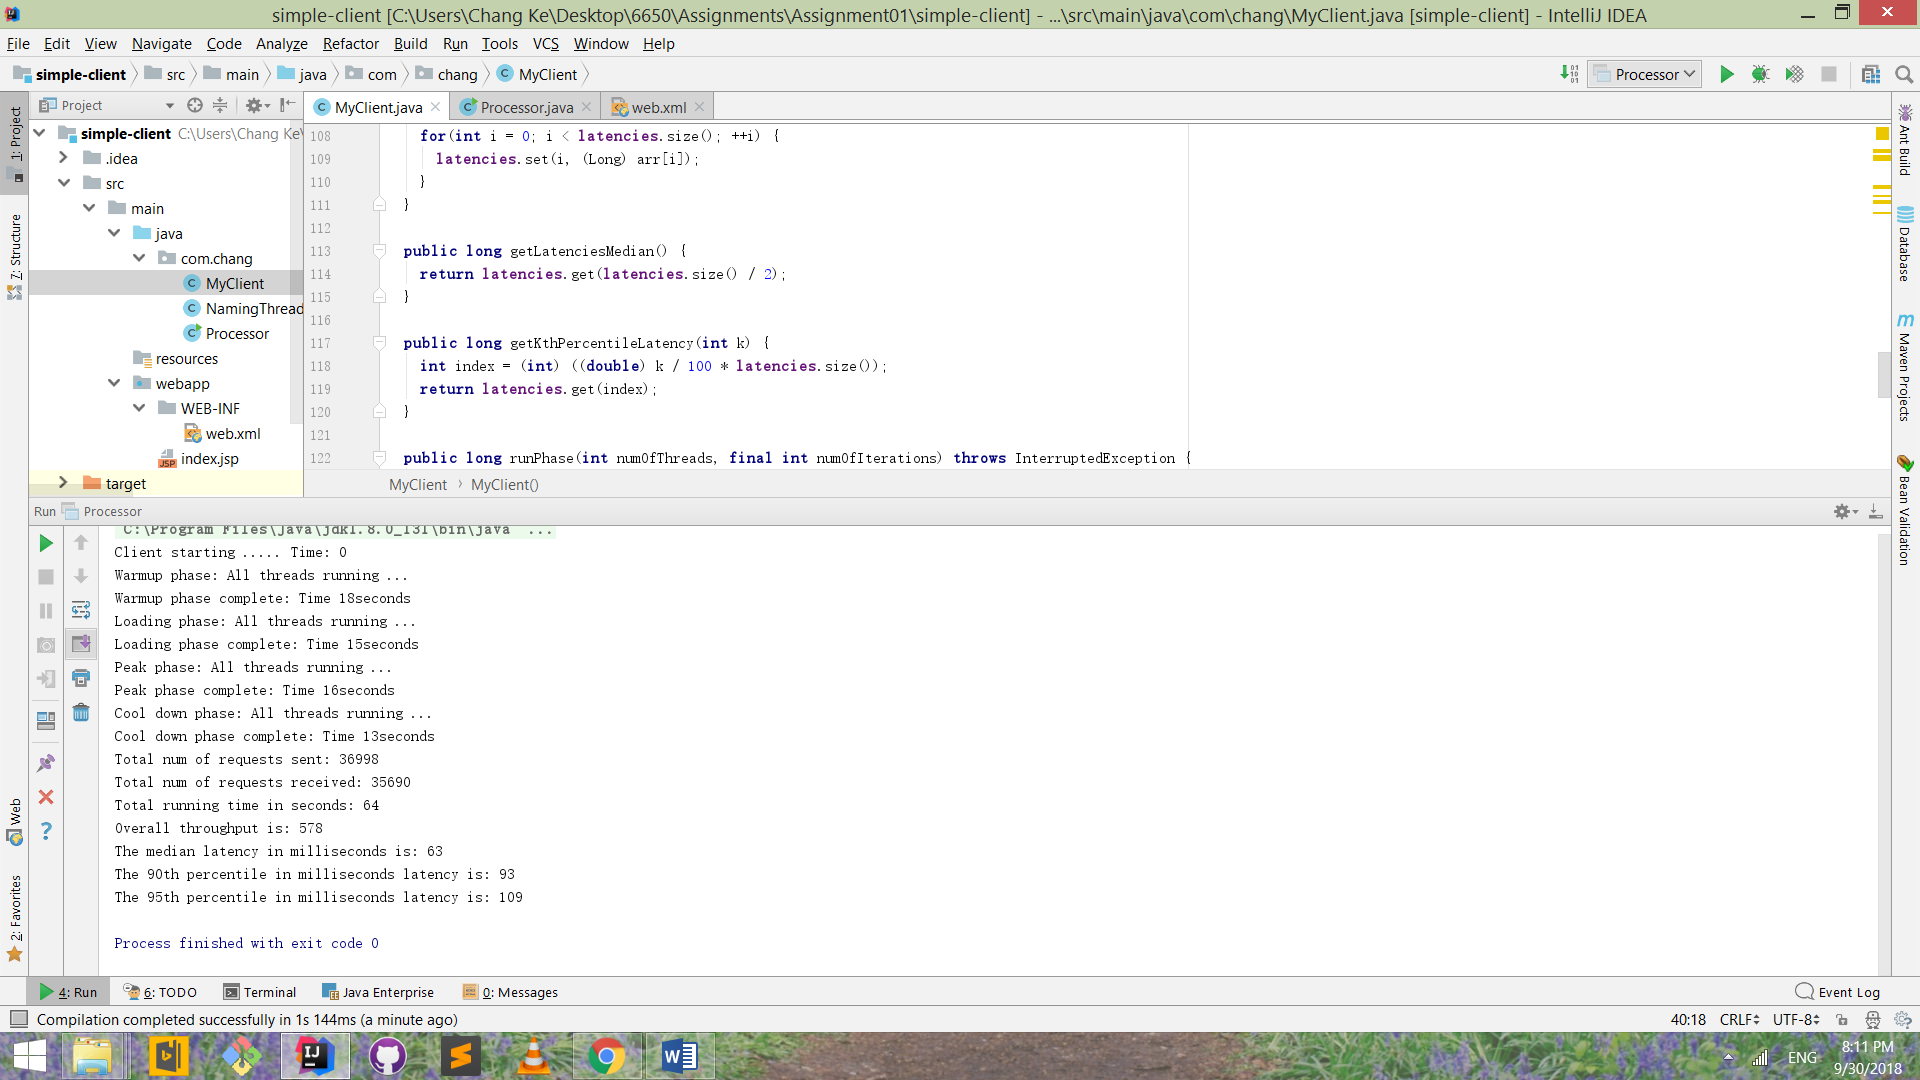 simple-client [C:\Users\Chang Ke\Desktop\6650\Assignments\Assignment01\simple-client] - ...\src\main\java\com\chang\MyClient.java [simple-client] - IntelliJ IDEA
File Edit View Navigate Code Analyze Refactor Build Run Tools VCS Window Help
simple-client src main java com chang MyClient Processor
Project
MyClient.java Processor.java web.xml
1: Project
7: Structure
Web
2: Favorites
simple-client C:\Users\Chang Ke\
.idea
src
main
java
com.chang
MyClient
NamingThread
Processor
resources
webapp
WEB-INF
web.xml
index.jsp
target
108 for(int i = 0; i < latencies.size(); ++i) {
109 latencies.set(i, (Long) arr[i]);
110 }
111 }
112
113 public long getLatenciesMedian() {
114 return latencies.get(latencies.size() / 2);
115 }
116
117 public long getKthPercentileLatency(int k) {
118 int index = (int) ((double) k / 100 * latencies.size());
119 return latencies.get(index);
120 }
121
122 public long runPhase(int numOfThreads, final int numOfIterations) throws InterruptedException {
MyClient MyClient()
Ant Build
Database
Maven Projects
Bean Validation
Run Processor
C:\Program Files\Java\jdk1.8.0_131\bin\java" ...
Client starting ..... Time: 0
Warmup phase: All threads running ...
Warmup phase complete: Time 18seconds
Loading phase: All threads running ...
Loading phase complete: Time 15seconds
Peak phase: All threads running ...
Peak phase complete: Time 16seconds
Cool down phase: All threads running ...
Cool down phase complete: Time 13seconds
Total num of requests sent: 36998
Total num of requests received: 35690
Total running time in seconds: 64
Overall throughput is: 578
The median latency in milliseconds is: 63
The 90th percentile in milliseconds latency is: 93
The 95th percentile in milliseconds latency is: 109
Process finished with exit code 0
4: Run 6: TODO Terminal Java Enterprise 0: Messages Event Log
Compilation completed successfully in 1s 144ms (a minute ago) 40:18 CRLF UTF-8
ENG
8:11 PM
9/30/2018